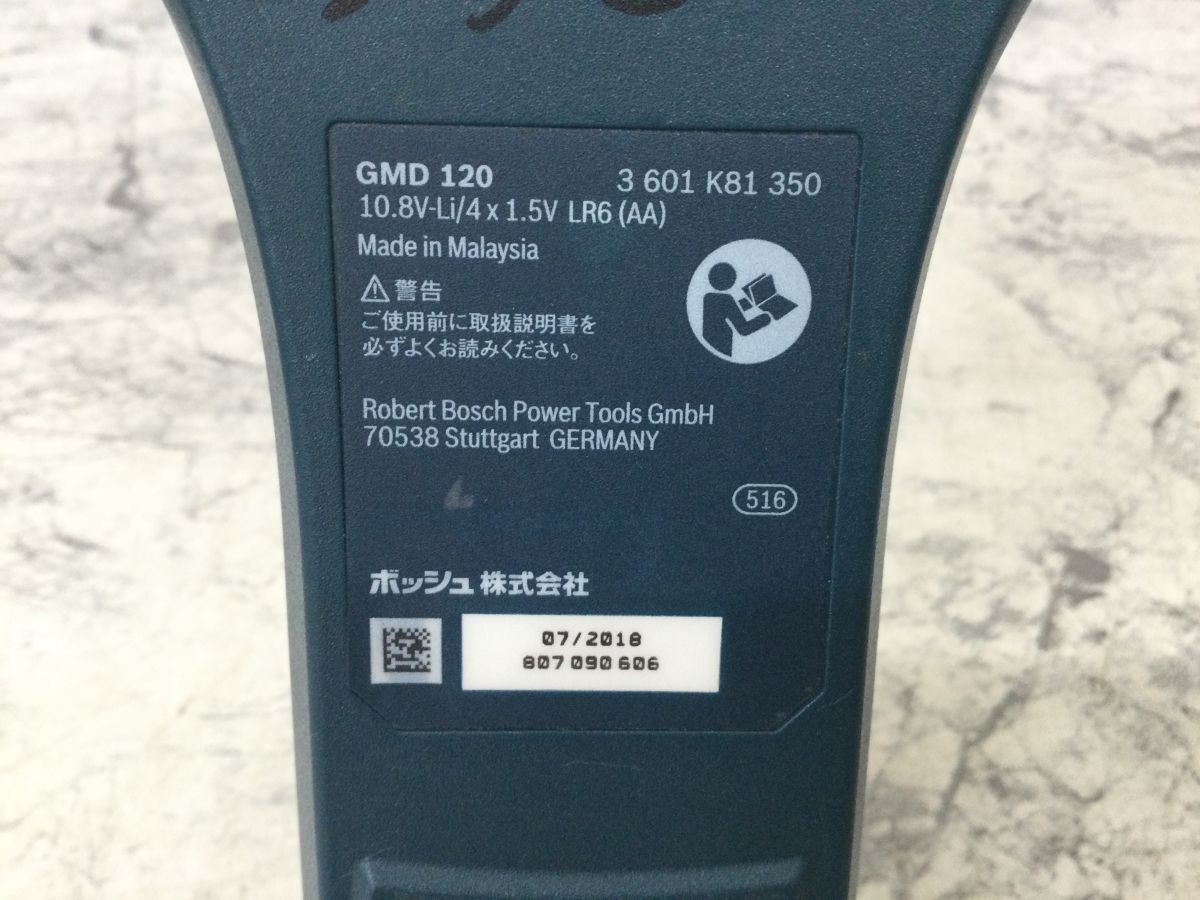 GMD 120 3 601 K81 350
10.8V-Li/4 x 1.5V LR6 (AA)
Made in Malaysia
警告
ご使用前に取扱説明書を
必ずよくお読みください。
Robert Bosch Power Tools GmbH
70538 Stuttgart GERMANY
516
ボッシュ株式会社
07/2018
807 090 606